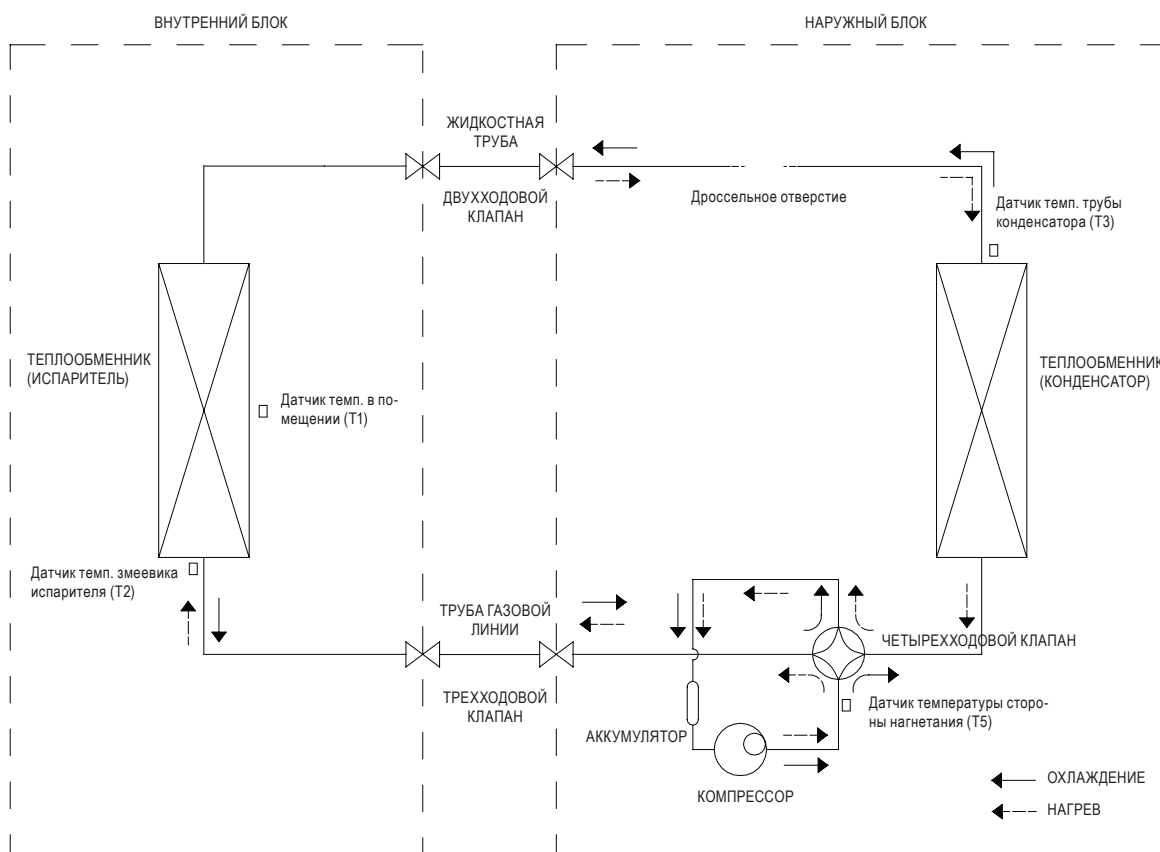 ВНУТРЕННИЙ БЛОК
НАРУЖНЫЙ БЛОК
ЖИДКОСТНАЯ
ТРУБА
ДВУХХОДОВОЙ
КЛАПАН
Дроссельное отверстие
Датчик темп. трубы
конденсатора (T3)
ТЕПЛООБМЕННИК
(ИСПАРИТЕЛЬ)
Датчик темп. в по-
мещении (T1)
ТЕПЛООБМЕННИК
(КОНДЕНСАТОР)
Датчик темп. змеевика
испарителя (T2)
ТРУБА ГАЗОВОЙ
ЛИНИИ
ТРЕХХОДОВОЙ
КЛАПАН
ЧЕТЫРЕХХОДОВОЙ КЛАПАН
Датчик температуры сторо-
ны нагнетания (T5)
АККУМУЛЯТОР
КОМПРЕССОР
ОХЛАЖДЕНИЕ
НАГРЕВ